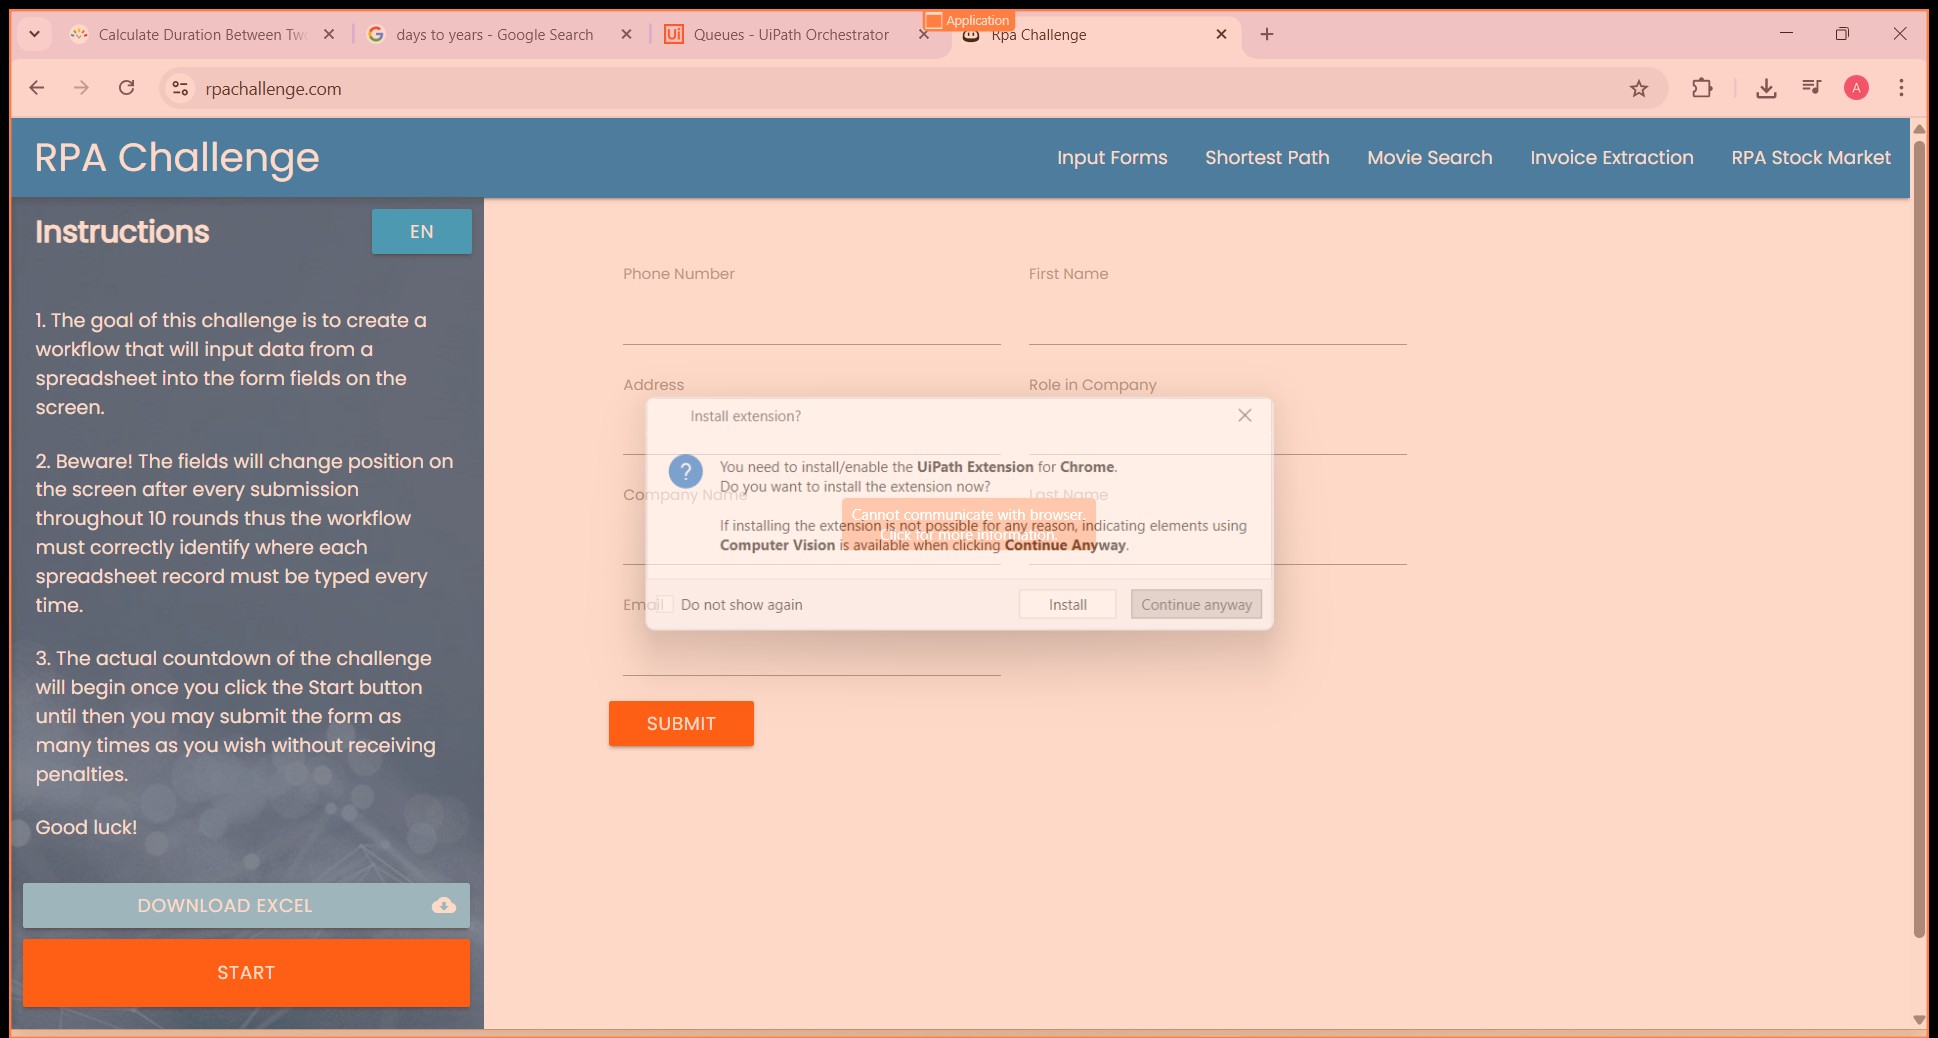 Application
Calculate Duration Between Two
days to years - Google Search
Ui
Queues - UiPath Orchestrator
Rpa Challenge
rpachallenge.com
A
RPA Challenge
Input Forms
Shortest Path
Movie Search
Invoice Extraction
RPA Stock Market
Instructions
EN
1. The goal of this challenge is to create a
workflow that will input data from a
spreadsheet into the form fields on the
screen.
2. Beware! The fields will change position on
the screen after every submission
throughout 10 rounds thus the workflow
must correctly identify where each
spreadsheet record must be typed every
time.
3. The actual countdown of the challenge
will begin once you click the Start button
until then you may submit the form as
many times as you wish without receiving
penalties.
Good luck!
DOWNLOAD EXCEL
START
Phone Number
First Name
Address
Role in Company
Company Name
Last Name
Email
SUBMIT
Install extension?
?
You need to install/enable the UiPath Extension for Chrome.
Do you want to install the extension now?
If installing the extension is not possible for any reason, indicating elements using
Computer Vision is available when clicking Continue Anyway.
Cannot communicate with browser.
Click for more information.
Do not show again
Install
Continue anyway